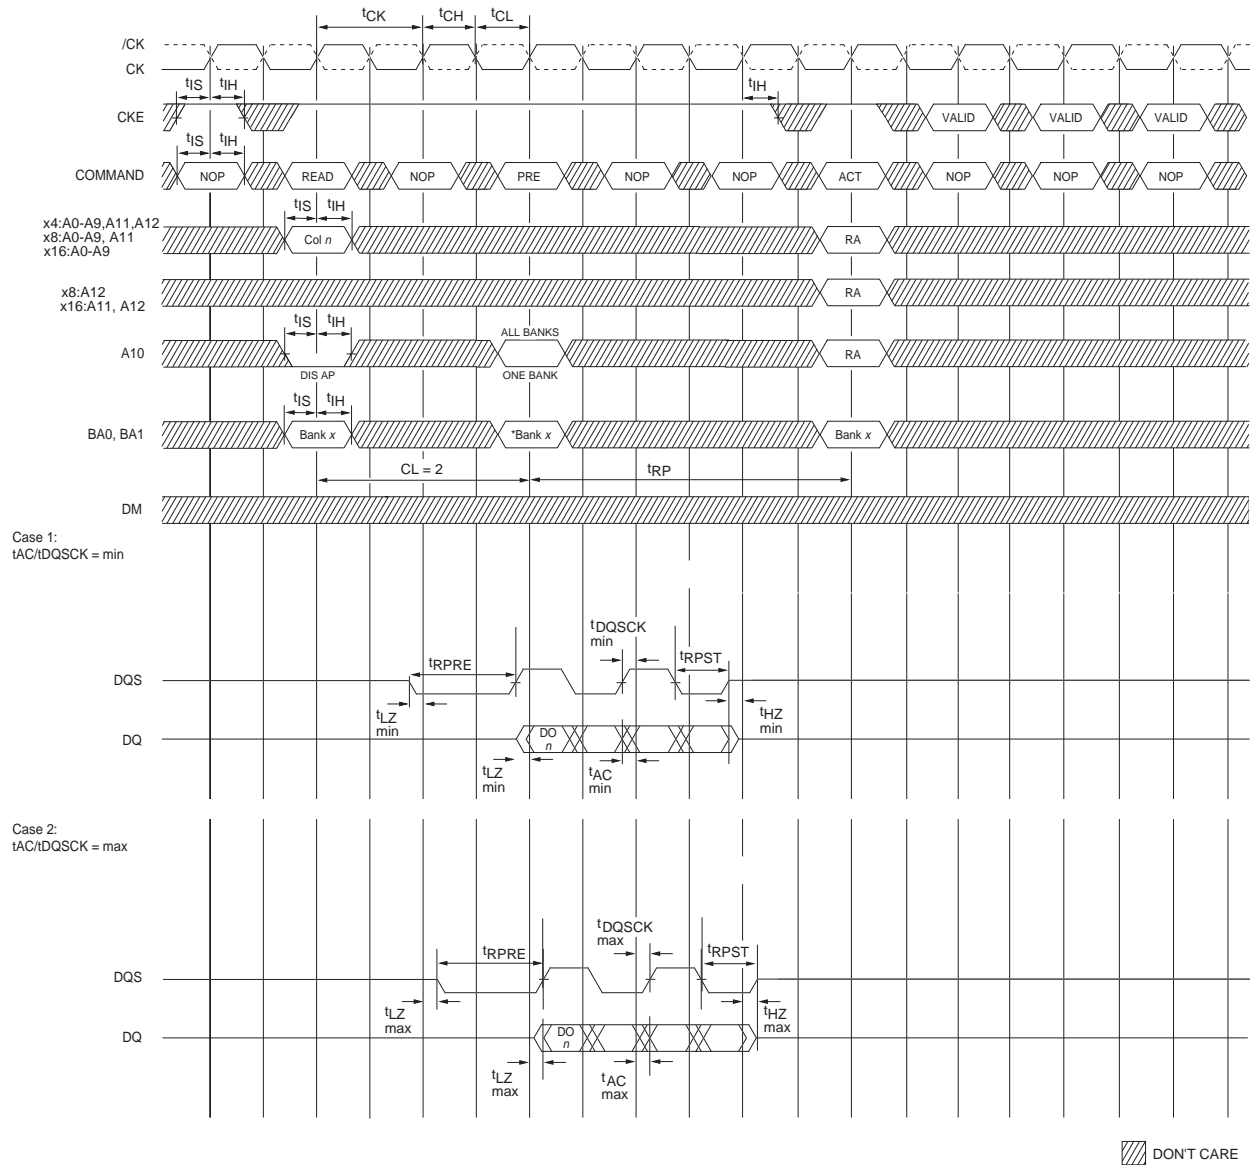 tCK tCH tCL
/CK
CK
tIS tIH tIH
CKE VALID VALID VALID
tIS tIH
COMMAND NOP READ NOP PRE NOP NOP ACT NOP NOP NOP
tIS tIH
x4:A0-A9,A11,A12
x8:A0-A9, A11
x16:A0-A9
Col n RA
x8:A12
x16:A11, A12
RA
tIS tIH ALL BANKS
A10 RA
DIS AP ONE BANK
tIS tIH
BA0, BA1 Bank x *Bank x Bank x
CL = 2 tRP
DM
Case 1:
tAC/tDQSCK = min
tDQSCK
min
tRPRE tRPST
DQS
tLZ
min
tHZ
min
DQ DO
n
tLZ
min
tAC
min
Case 2:
tAC/tDQSCK = max
tDQSCK
max
tRPRE tRPST
DQS
tLZ
max
tHZ
max
DQ DO
n
tLZ
max
tAC
max
DON'T CARE